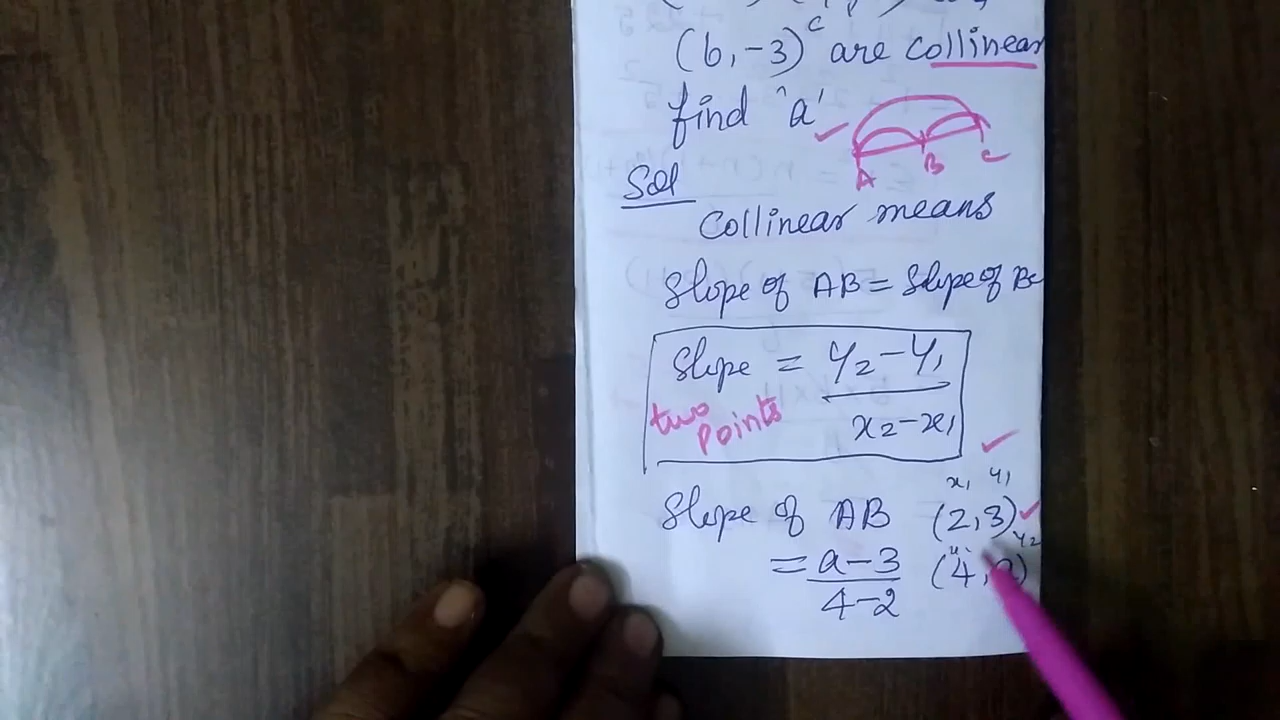 (6,-3) C are collinear
find 'a'
A B C
Sol
Collinear means
Slope of AB = Slope of BC
Slope = y2-y1
two points
x2-x1
x1 y1
Slope of AB (2,3)
y2
= a-3 (4,a)
4-2